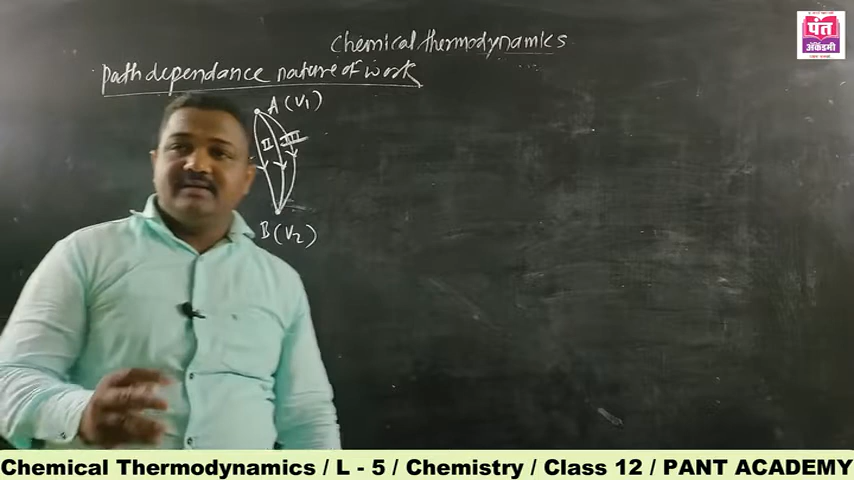 Chemical thermodynamics
path dependance nature of work
A (V1)
II III
B (V2)
पंत
अ‍ॅकॅडमी
Chemical Thermodynamics / L - 5 / Chemistry / Class 12 / PANT ACADEMY